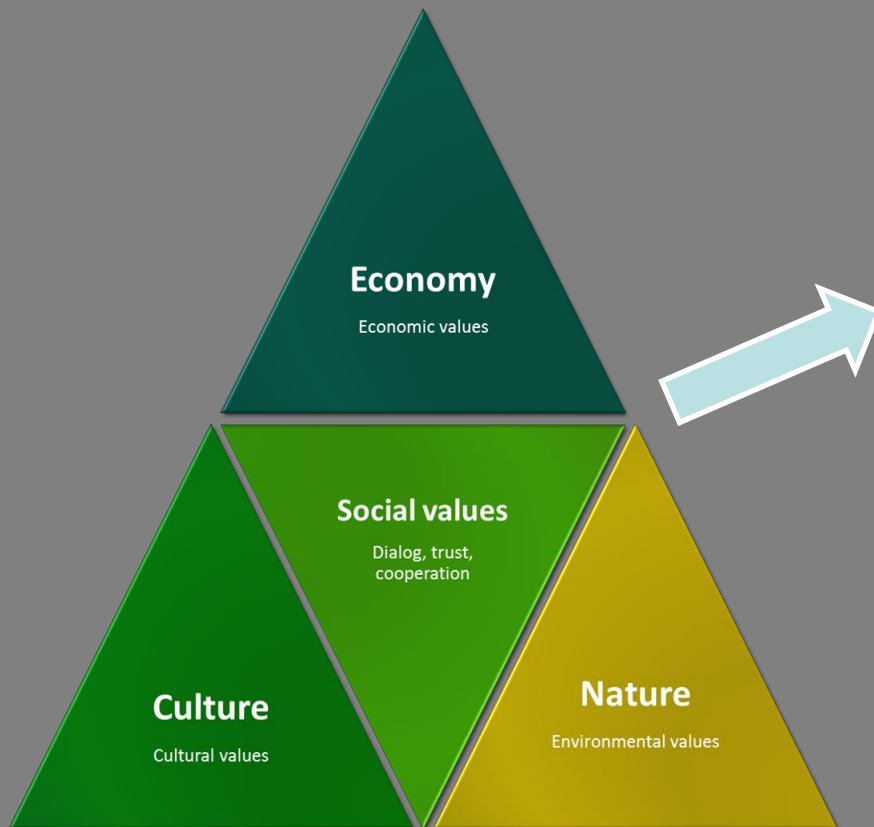 Economy
Economic values
Social values
Dialog, trust,
cooperation
Culture
Cultural values
Nature
Environmental values